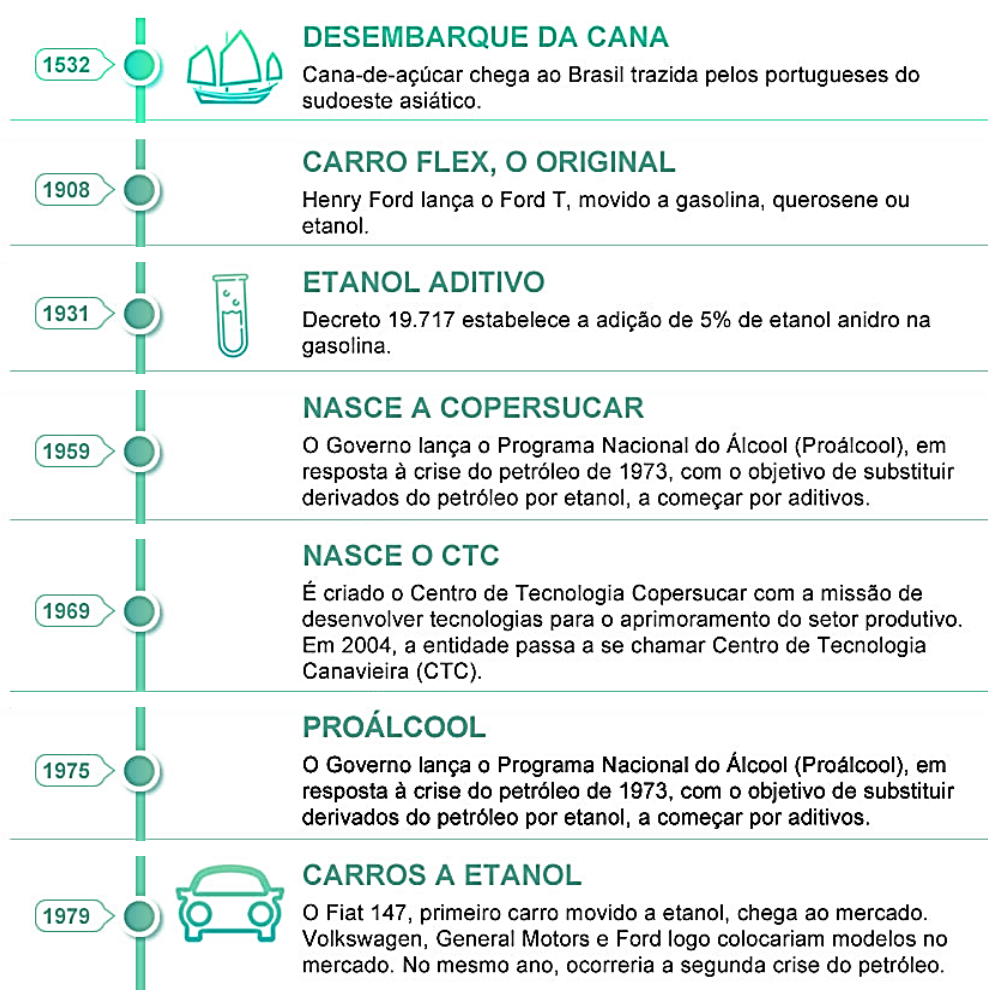 1532
DESEMBARQUE DA CANA
Cana-de-açúcar chega ao Brasil trazida pelos portugueses do
sudoeste asiático.
1908
CARRO FLEX, O ORIGINAL
Henry Ford lança o Ford T, movido a gasolina, querosene ou
etanol.
1931
ETANOL ADITIVO
Decreto 19.717 estabelece a adição de 5% de etanol anidro na
gasolina.
1959
NASCE A COPERSUCAR
O Governo lança o Programa Nacional do Álcool (Proálcool), em
resposta à crise do petróleo de 1973, com o objetivo de substituir
derivados do petróleo por etanol, a começar por aditivos.
1969
NASCE O CTC
É criado o Centro de Tecnologia Copersucar com a missão de
desenvolver tecnologias para o aprimoramento do setor produtivo.
Em 2004, a entidade passa a se chamar Centro de Tecnologia
Canavieira (CTC).
1975
PROÁLCOOL
O Governo lança o Programa Nacional do Álcool (Proálcool), em
resposta à crise do petróleo de 1973, com o objetivo de substituir
derivados do petróleo por etanol, a começar por aditivos.
1979
CARROS A ETANOL
O Fiat 147, primeiro carro movido a etanol, chega ao mercado.
Volkswagen, General Motors e Ford logo colocariam modelos no
mercado. No mesmo ano, ocorreria a segunda crise do petróleo.